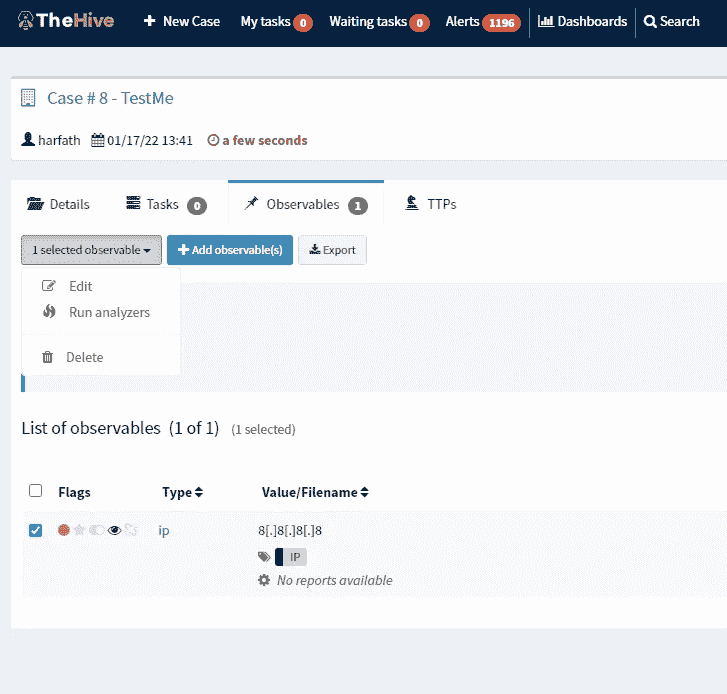 TheHive + New Case My tasks 0 Waiting tasks 0 Alerts 1196 Dashboards Search
Case # 8 - TestMe
harfath 01/17/22 13:41 a few seconds
Details Tasks 0 Observables 1 TTPs
1 selected observable + Add observable(s) Export
Edit
Run analyzers
Delete
List of observables (1 of 1) (1 selected)
Flags Type Value/Filename
ip 8[.]8[.]8[.]8
IP
No reports available